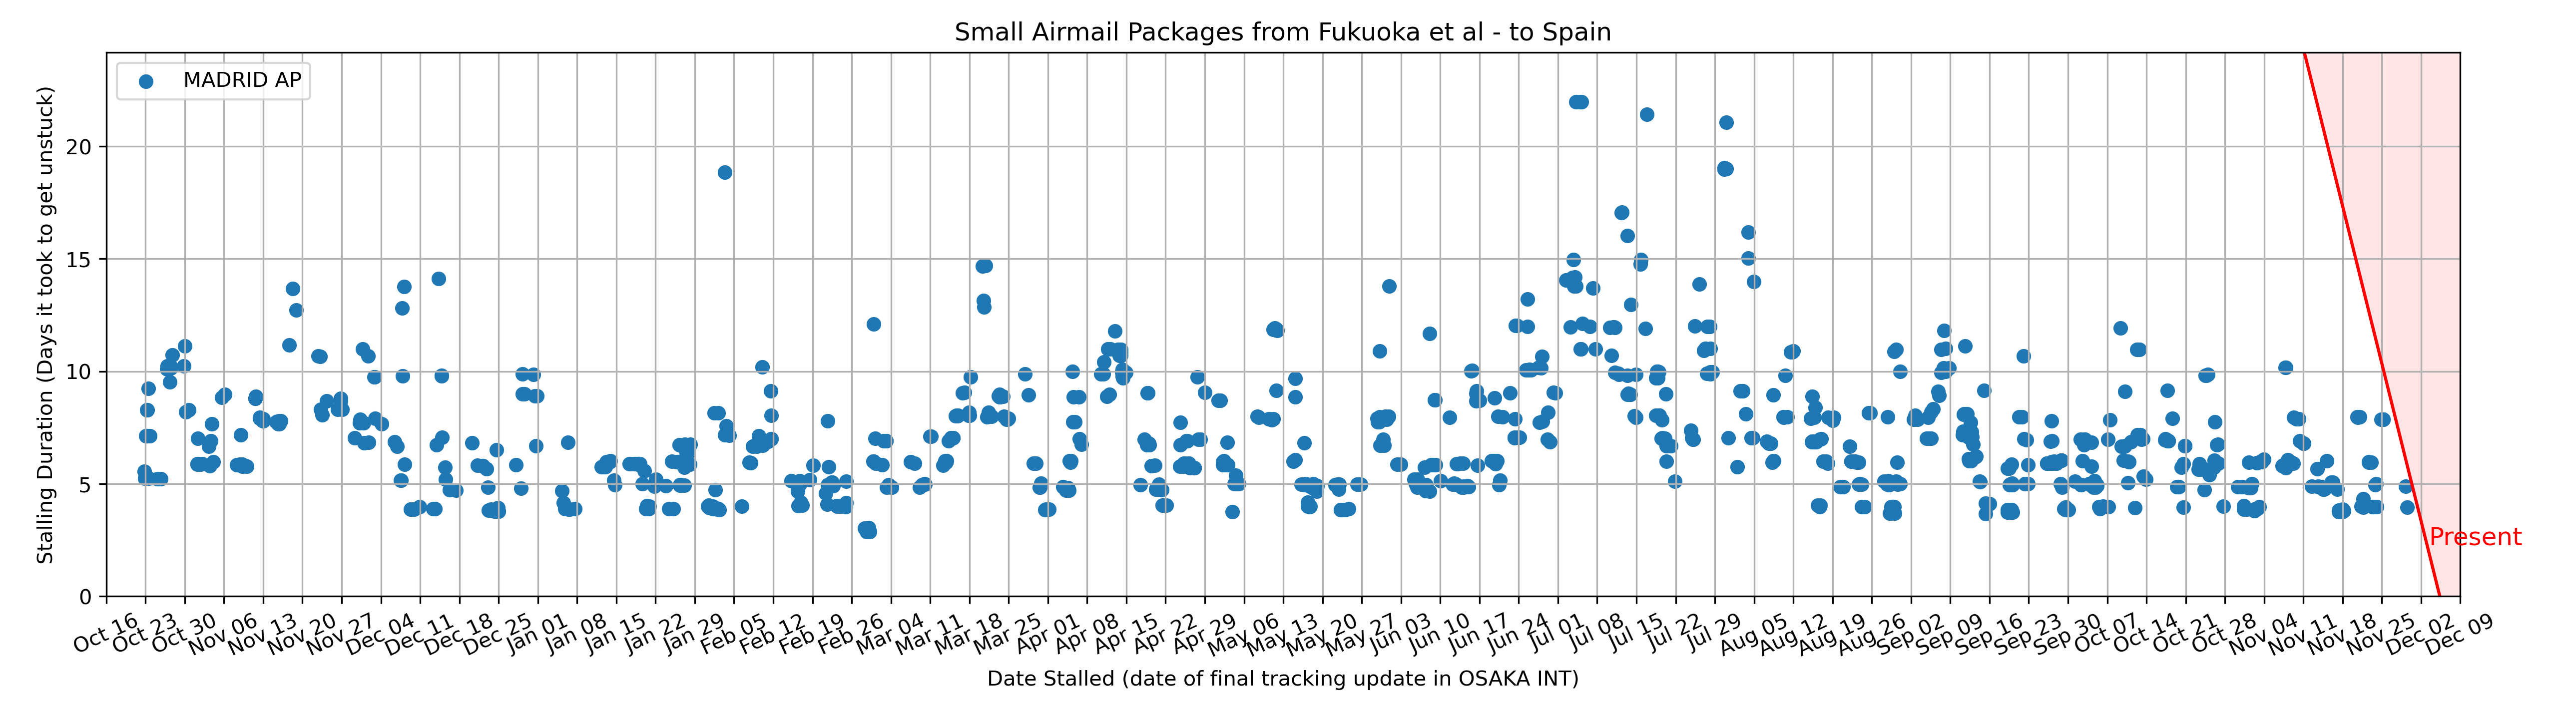 Small Airmail Packages from Fukuoka et al - to Spain
MADRID AP
Stalling Duration (Days it took to get unstuck)
20
15
10
5
0
Present
Oct 16 Oct 23 Oct 30 Nov 06 Nov 13 Nov 20 Nov 27 Dec 04 Dec 11 Dec 18 Dec 25 Jan 01 Jan 08 Jan 15 Jan 22 Jan 29 Feb 05 Feb 12 Feb 19 Feb 26 Mar 04 Mar 11 Mar 18 Mar 25 Apr 01 Apr 08 Apr 15 Apr 22 Apr 29 May 06 May 13 May 20 May 27 Jun 03 Jun 10 Jun 17 Jun 24 Jul 01 Jul 08 Jul 15 Jul 22 Jul 29 Aug 05 Aug 12 Aug 19 Aug 26 Sep 02 Sep 09 Sep 16 Sep 23 Sep 30 Oct 07 Oct 14 Oct 21 Oct 28 Nov 04 Nov 11 Nov 18 Nov 25 Dec 02 Dec 09
Date Stalled (date of final tracking update in OSAKA INT)